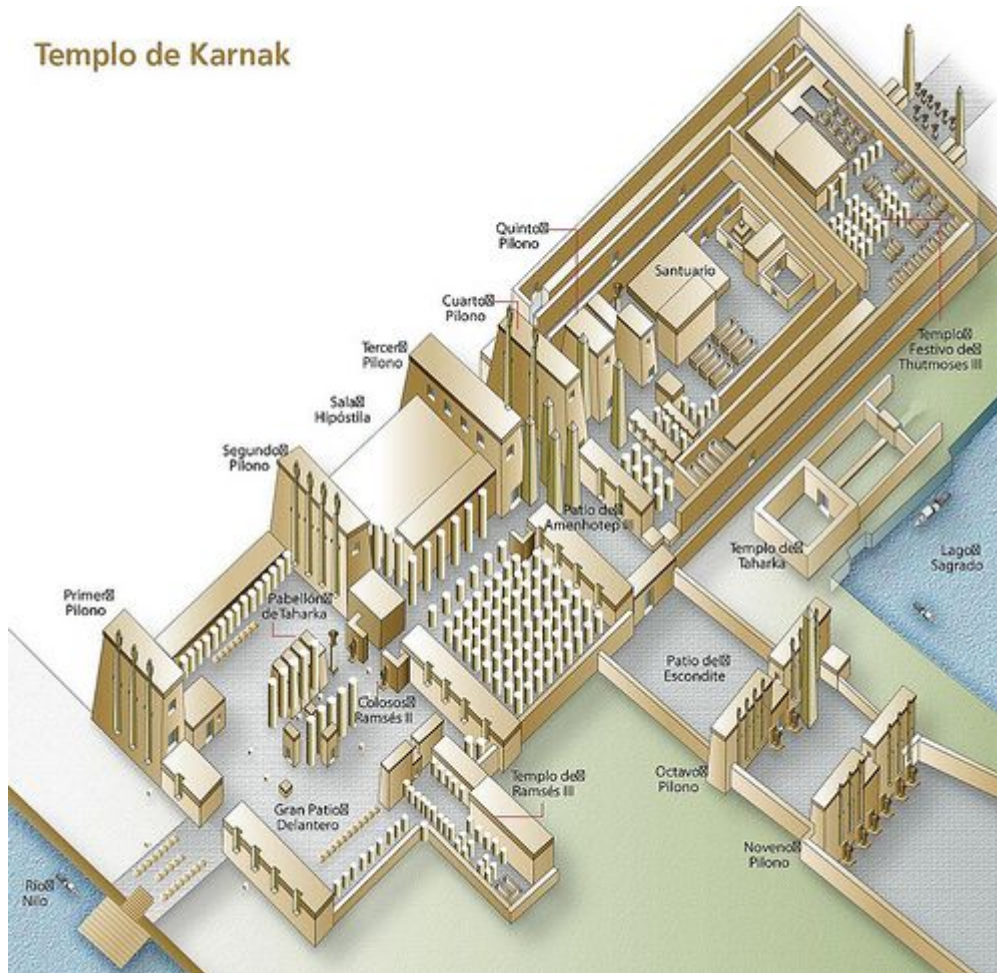 Templo de Karnak
Quinto
Pilono
Santuario
Cuarto
Pilono
Tercer
Pilono
Templo
Festivo de
Thutmoses III
Sala
Hipóstila
Segundo
Pilono
Patio de
Amenhotep III
Templo de
Taharka
Lago
Sagrado
Primer
Pilono
Pabellón
de Taharka
Patio de
Escondite
Colosos
Ramsés II
Octavo
Pilono
Templo de
Ramsés III
Gran Patio
Delantero
Noveno
Pilono
Río
Nilo